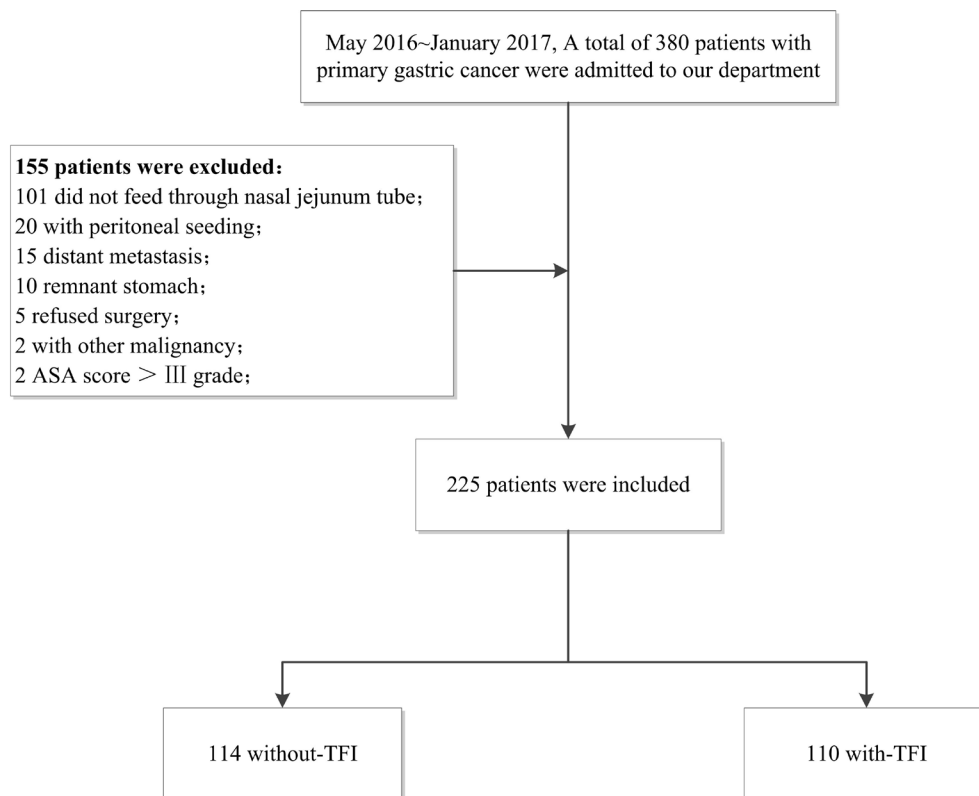 May 2016~January 2017, A total of 380 patients with
primary gastric cancer were admitted to our department
155 patients were excluded：
101 did not feed through nasal jejunum tube；
20 with peritoneal seeding；
15 distant metastasis；
10 remnant stomach；
5 refused surgery；
2 with other malignancy；
2 ASA score ＞ Ⅲ grade；
225 patients were included
114 without-TFI
110 with-TFI